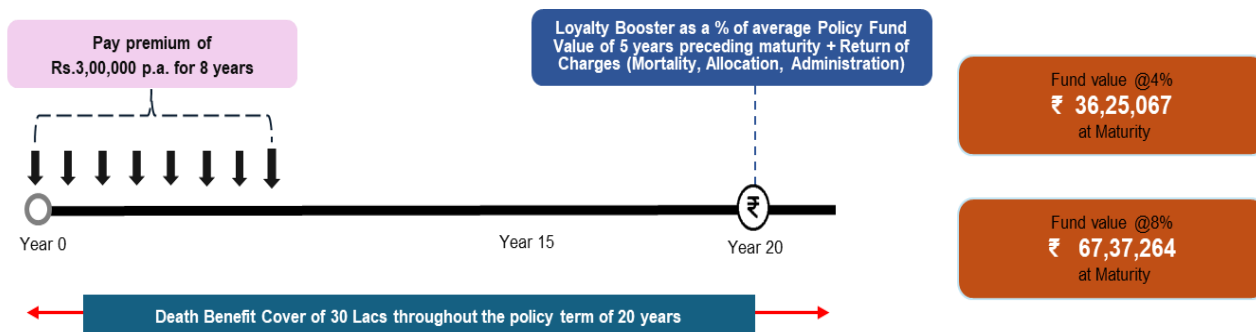 Pay premium of
Rs.3,00,000 p.a. for 8 years
Loyalty Booster as a % of average Policy Fund
Value of 5 years preceding maturity + Return of
Charges (Mortality, Allocation, Administration)
Fund value @4%
₹ 36,25,067
at Maturity
₹
Year 0
Year 15
Year 20
Fund value @8%
₹ 67,37,264
at Maturity
Death Benefit Cover of 30 Lacs throughout the policy term of 20 years